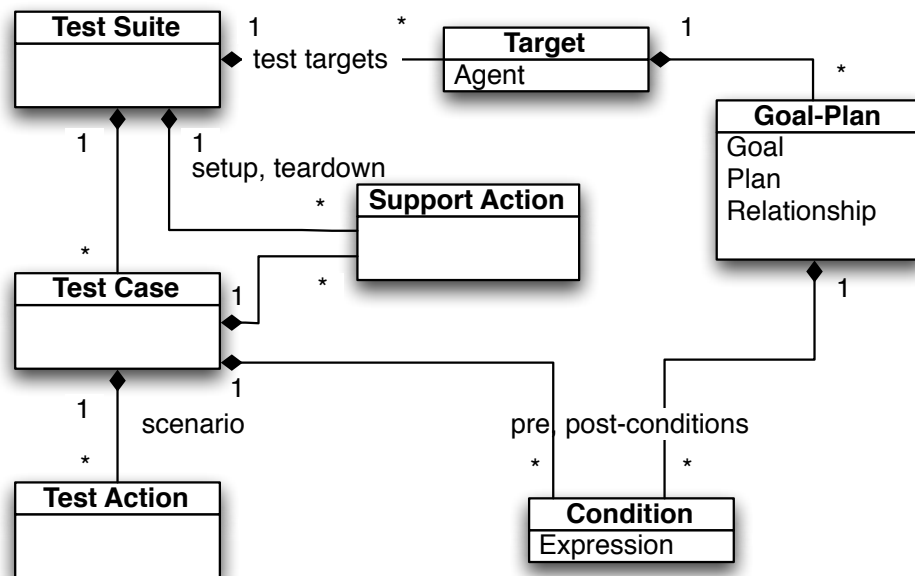 Test Suite
1
*
test targets
Target
Agent
1
*
Goal-Plan
Goal
Plan
Relationship
1
1
1
setup, teardown
*
Support Action
*
*
Test Case
1
1
1
scenario
*
Test Action
pre, post-conditions
*
*
Condition
Expression